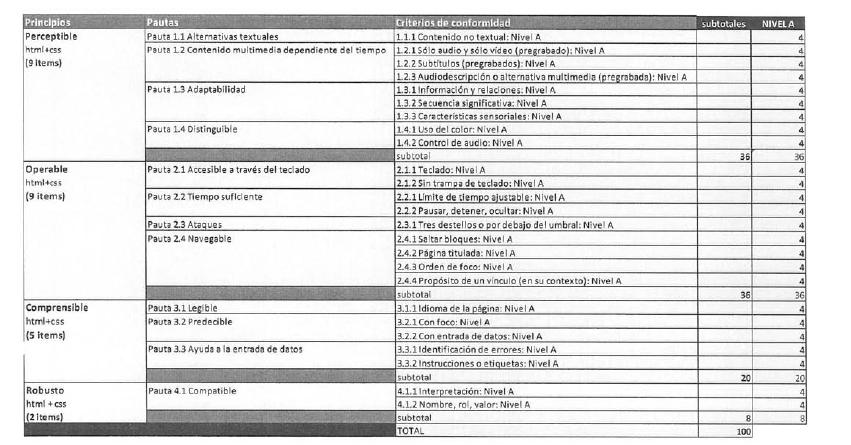 Principios Pautas Criterios de conformidad subtotales NIVEL A
Perceptible Pauta 1.1 Alternativas textuales 1.1.1 Contenido no textual: Nivel A 4
html+css Pauta 1.2 Contenido multimedia dependiente del tiempo 1.2.1 Sólo audio y sólo vídeo (pregrabado): Nivel A 4
(9 items) 1.2.2 Subtítulos (pregrabados): Nivel A 4
1.2.3 Audiodescripción o alternativa multimedia (pregrabada): Nivel A 4
Pauta 1.3 Adaptabilidad 1.3.1 Información y relaciones: Nivel A 4
1.3.2 Secuencia significativa: Nivel A 4
1.3.3 Características sensoriales: Nivel A 4
Pauta 1.4 Distinguible 1.4.1 Uso del color: Nivel A 4
1.4.2 Control de audio: Nivel A 4
subtotal 36 36
Operable Pauta 2.1 Accesible a través del teclado 2.1.1 Teclado: Nivel A 4
html+css 2.1.2 Sin trampa de teclado: Nivel A 4
(9 items) Pauta 2.2 Tiempo suficiente 2.2.1 Límite de tiempo ajustable: Nivel A 4
2.2.2 Pausar, detener, ocultar: Nivel A 4
Pauta 2.3 Ataques 2.3.1 Tres destellos o por debajo del umbral: Nivel A 4
Pauta 2.4 Navegable 2.4.1 Saltar bloques: Nivel A 4
2.4.2 Página titulada: Nivel A 4
2.4.3 Orden de foco: Nivel A 4
2.4.4 Propósito de un vínculo (en su contexto): Nivel A 4
subtotal 36 36
Comprensible Pauta 3.1 Legible 3.1.1 Idioma de la página: Nivel A 4
html+css Pauta 3.2 Predecible 3.2.1 Con foco: Nivel A 4
(5 items) 3.2.2 Con entrada de datos: Nivel A 4
Pauta 3.3 Ayuda a la entrada de datos 3.3.1 Identificación de errores: Nivel A 4
3.3.2 Instrucciones o etiquetas: Nivel A 4
subtotal 20 20
Robusto Pauta 4.1 Compatible 4.1.1 Interpretación: Nivel A 4
html +css 4.1.2 Nombre, rol, valor: Nivel A 4
(2 items) subtotal 8 8
TOTAL 100